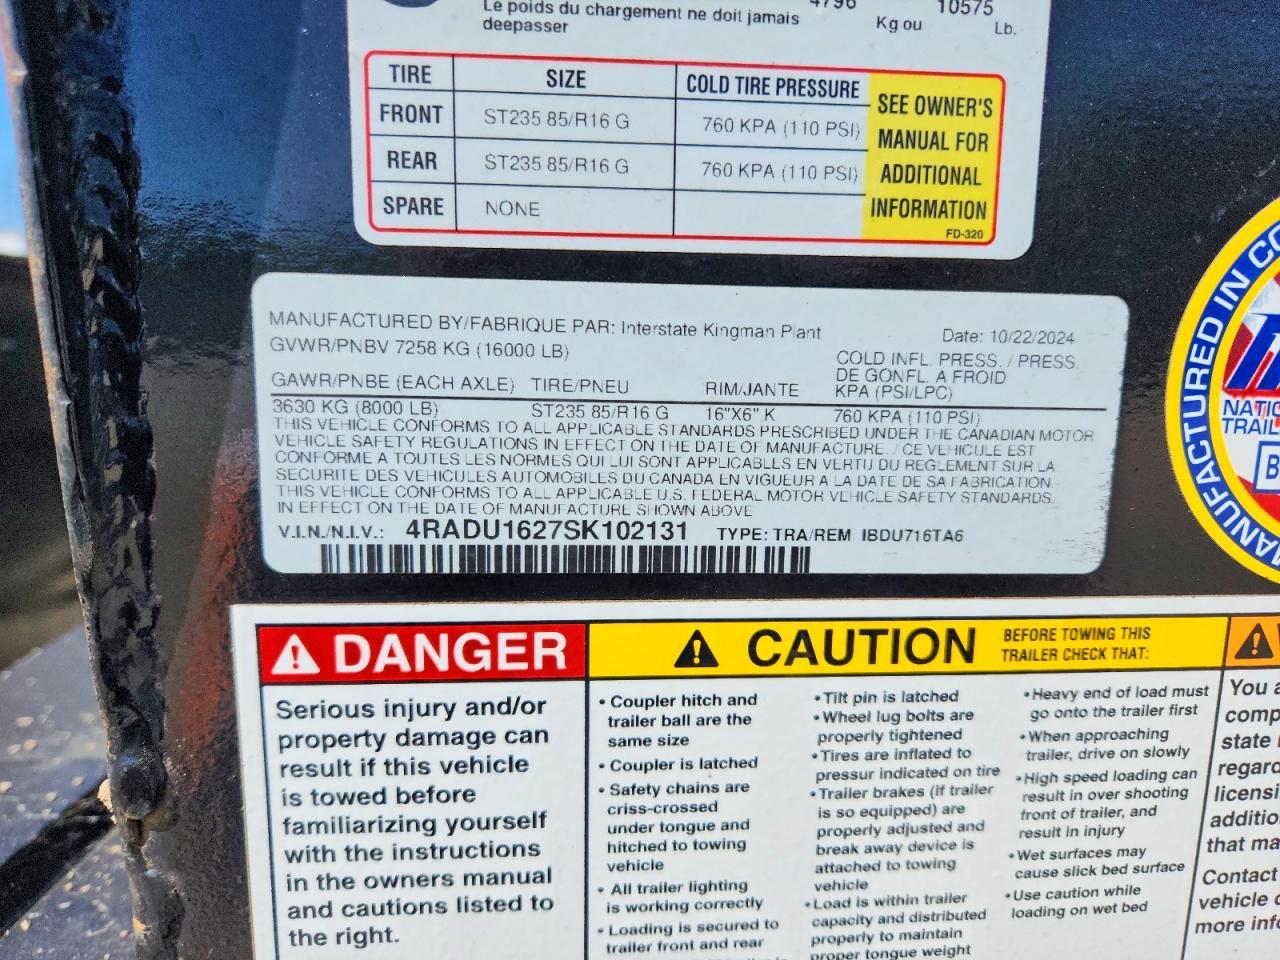 Le poids du chargement ne doit jamais 4796 Kg ou 10575 Lb.
deepasser
TIRE SIZE COLD TIRE PRESSURE
FRONT ST235 85/R16 G 760 KPA (110 PSI)
REAR ST235 85/R16 G 760 KPA (110 PSI)
SPARE NONE
SEE OWNER'S
MANUAL FOR
ADDITIONAL
INFORMATION
FD-320
MANUFACTURED BY/FABRIQUE PAR: Interstate Kingman Plant Date: 10/22/2024
GVWR/PNBV 7258 KG (16000 LB)
COLD INFL. PRESS. / PRESS.
DE GONFL. A FROID
GAWR/PNBE (EACH AXLE) TIRE/PNEU RIM/JANTE KPA (PSI/LPC)
3630 KG (8000 LB) ST235 85/R16 G 16"X6" K 760 KPA (110 PSI)
THIS VEHICLE CONFORMS TO ALL APPLICABLE STANDARDS PRESCRIBED UNDER THE CANADIAN MOTOR
VEHICLE SAFETY REGULATIONS IN EFFECT ON THE DATE OF MANUFACTURE. / CE VEHICULE EST
CONFORME A TOUTES LES NORMES QUI LUI SONT APPLICABLES EN VERTU DU REGLEMENT SUR LA
SECURITE DES VEHICULES AUTOMOBILES DU CANADA EN VIGUEUR A LA DATE DE SA FABRICATION.
THIS VEHICLE CONFORMS TO ALL APPLICABLE U.S. FEDERAL MOTOR VEHICLE SAFETY STANDARDS.
IN EFFECT ON THE DATE OF MANUFACTURE SHOWN ABOVE
V.I.N./N.I.V.: 4RADU1627SK102131 TYPE: TRA/REM IBDU716TA6
MANUFACTURED IN CO
NATIO
TRAIL
B
MANUF
DANGER
Serious injury and/or
property damage can
result if this vehicle
is towed before
familiarizing yourself
with the instructions
in the owners manual
and cautions listed to
the right.
CAUTION
BEFORE TOWING THIS
TRAILER CHECK THAT:
• Coupler hitch and
trailer ball are the
same size
• Coupler is latched
• Safety chains are
criss-crossed
under tongue and
hitched to towing
vehicle
• All trailer lighting
is working correctly
• Loading is secured to
trailer front and rear
• Tilt pin is latched
• Wheel lug bolts are
properly tightened
• Tires are inflated to
pressur indicated on tire
• Trailer brakes (if trailer
is so equipped) are
properly adjusted and
break away device is
attached to towing
vehicle
• Load is within trailer
capacity and distributed
properly to maintain
proper tongue weight
• Heavy end of load must
go onto the trailer first
• When approaching
trailer, drive on slowly
• High speed loading can
result in over shooting
front of trailer, and
result in injury
• Wet surfaces may
cause slick bed surface
• Use caution while
loading on wet bed
You a
comp
state
regard
licensi
additio
that ma
Contact
vehicle
more info